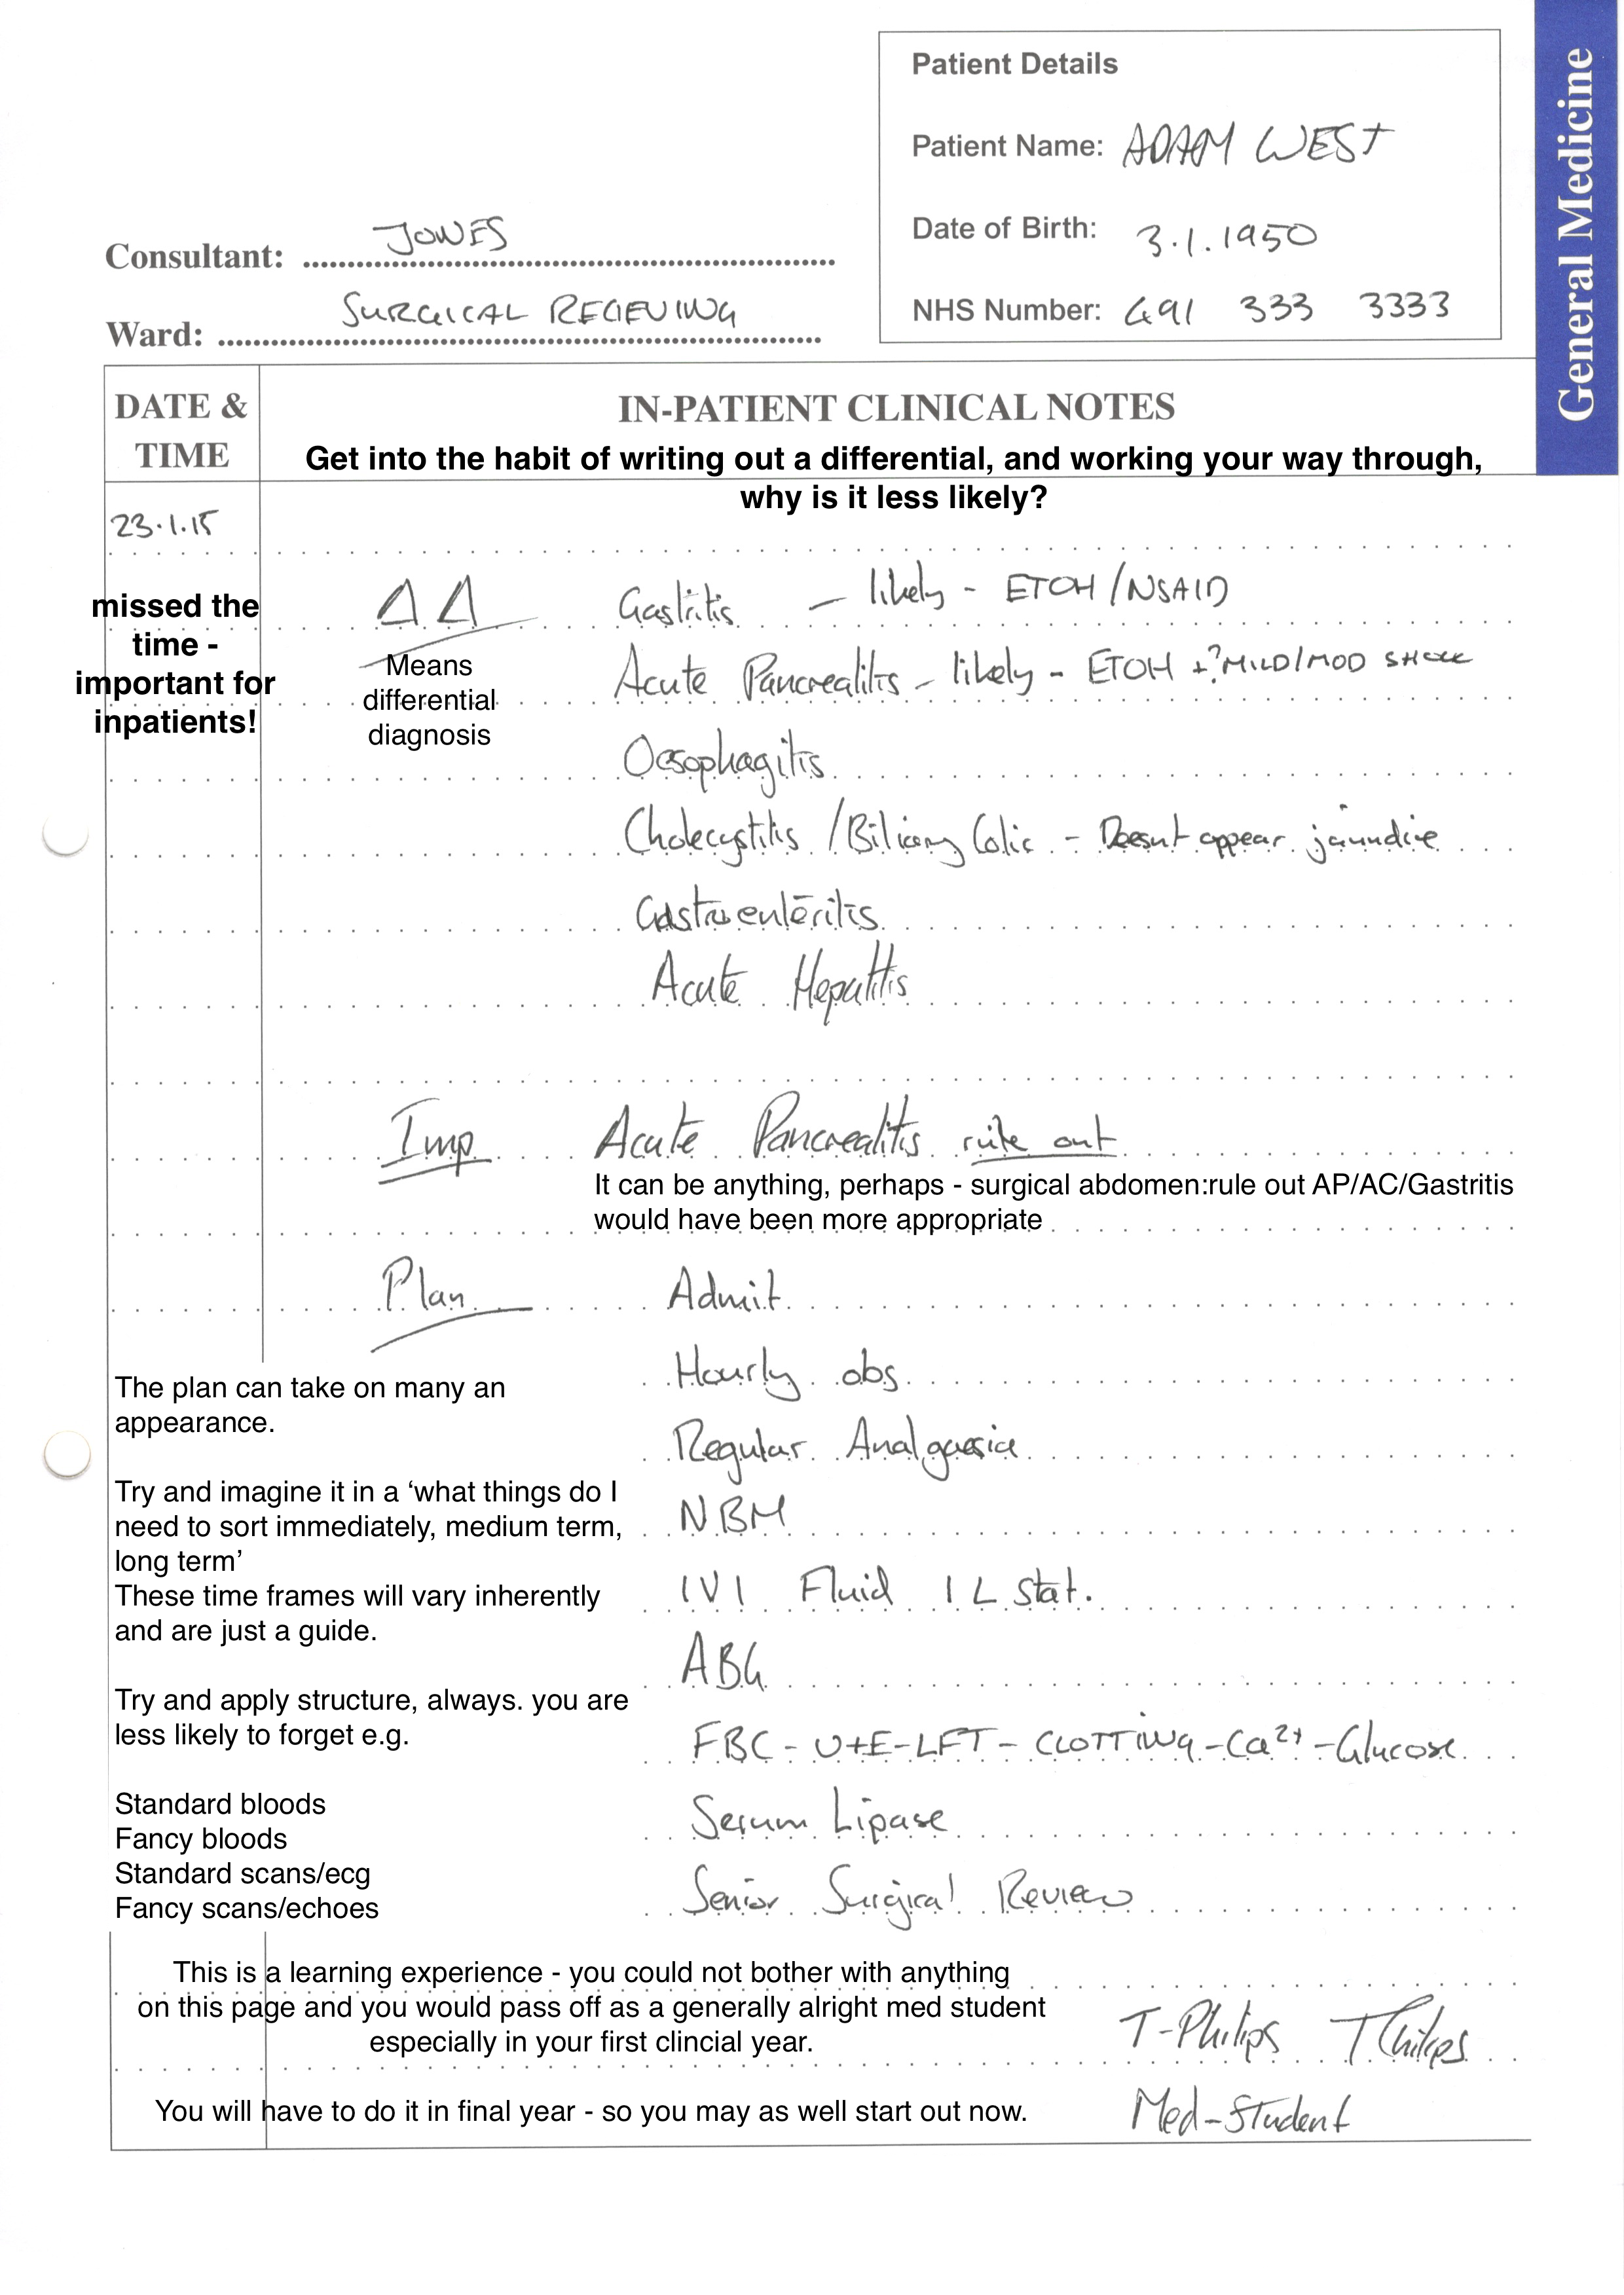 General Medicine
Patient Details
Patient Name: ADAM WEST
Date of Birth: 3.1.1950
NHS Number: 691 333 3333
Consultant: JONES
Ward: SURGICAL RECIEVING
DATE & TIME
IN-PATIENT CLINICAL NOTES
Get into the habit of writing out a differential, and working your way through,
why is it less likely?
23.1.15
missed the
time -
important for
inpatients!
ΔΔ
Means
differential
diagnosis
Gastritis - likely - ETOH/NSAID
Acute Pancreatitis - likely - ETOH +? MILD/MOD SHOCK
Oesophagitis
Cholecystitis / Biliary Colic - Doesnt appear jaundice
Gastroenteritis
Acute Hepatitis
Imp Acute Pancreatitis rule out
It can be anything, perhaps - surgical abdomen:rule out AP/AC/Gastritis
would have been more appropriate
Plan
Admit
Hourly obs
Regular Analgaesia
NBM
IVI Fluid 1L stat.
ABG
FBC - U+E - LFT - CLOTTING - Ca²⁺ - Glucose
Serum Lipase
Senior Surgical Review
The plan can take on many an
appearance.
Try and imagine it in a ‘what things do I
need to sort immediately, medium term,
long term’
These time frames will vary inherently
and are just a guide.
Try and apply structure, always. you are
less likely to forget e.g.
Standard bloods
Fancy bloods
Standard scans/ecg
Fancy scans/echoes
This is a learning experience - you could not bother with anything
on this page and you would pass off as a generally alright med student
especially in your first clincial year.
You will have to do it in final year - so you may as well start out now.
T-Philips TPhilips
Med-Student